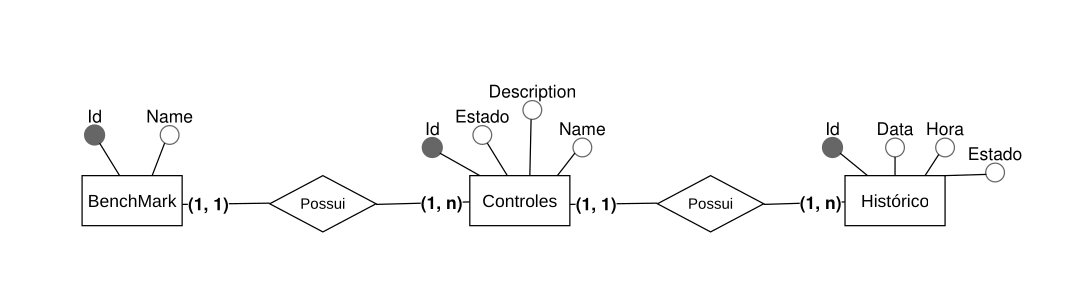 Description
Id
Name
Estado
Id
Name
Id
Data
Hora
Estado
BenchMark
(1, 1)
Possui
(1, n)
Controles
(1, 1)
Possui
(1, n)
Histórico